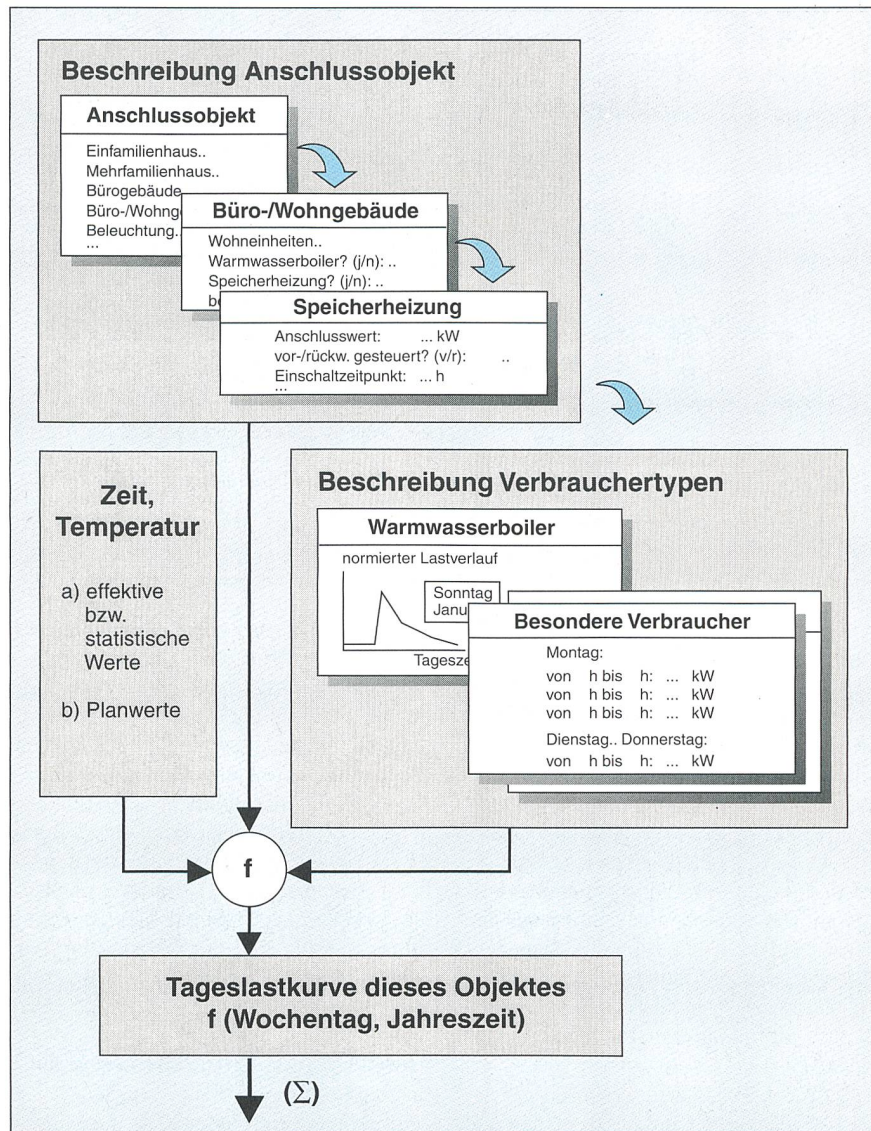 Beschreibung Anschlussobjekt
Anschlussobjekt
Einfamilienhaus..
Mehrfamilienhaus..
Bürogebäude
Büro-/Wohnge
Beleuchtung..
...
Büro-/Wohngebäude
Wohneinheiten..
Warmwasserboiler? (j/n): ..
Speicherheizung? (j/n): ..
be
Speicherheizung
Anschlusswert: ... kW
vor-/rückw. gesteuert? (v/r): ..
Einschaltzeitpunkt: ... h
...
Zeit,
Temperatur
a) effektive
bzw.
statistische
Werte
b) Planwerte
Beschreibung Verbrauchertypen
Warmwasserboiler
normierter Lastverlauf
Sonntag
Janu
Tagesze
Besondere Verbraucher
Montag:
von h bis h: ... kW
von h bis h: ... kW
von h bis h: ... kW
Dienstag.. Donnerstag:
von h bis h: ... kW
f
Tageslastkurve dieses Objektes
f (Wochentag, Jahreszeit)
(Σ)